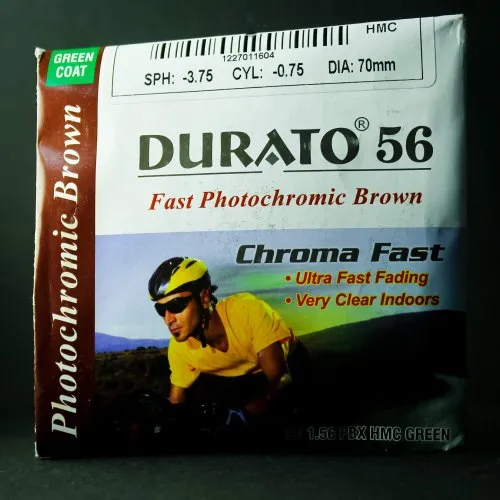 GREEN
COAT
HMC
1227011604
SPH: -3.75 CYL: -0.75 DIA: 70mm
DURATO® 56
Fast Photochromic Brown
Photochromic Brown
Chroma Fast
• Ultra Fast Fading
• Very Clear Indoors
1.56 PBX HMC GREEN